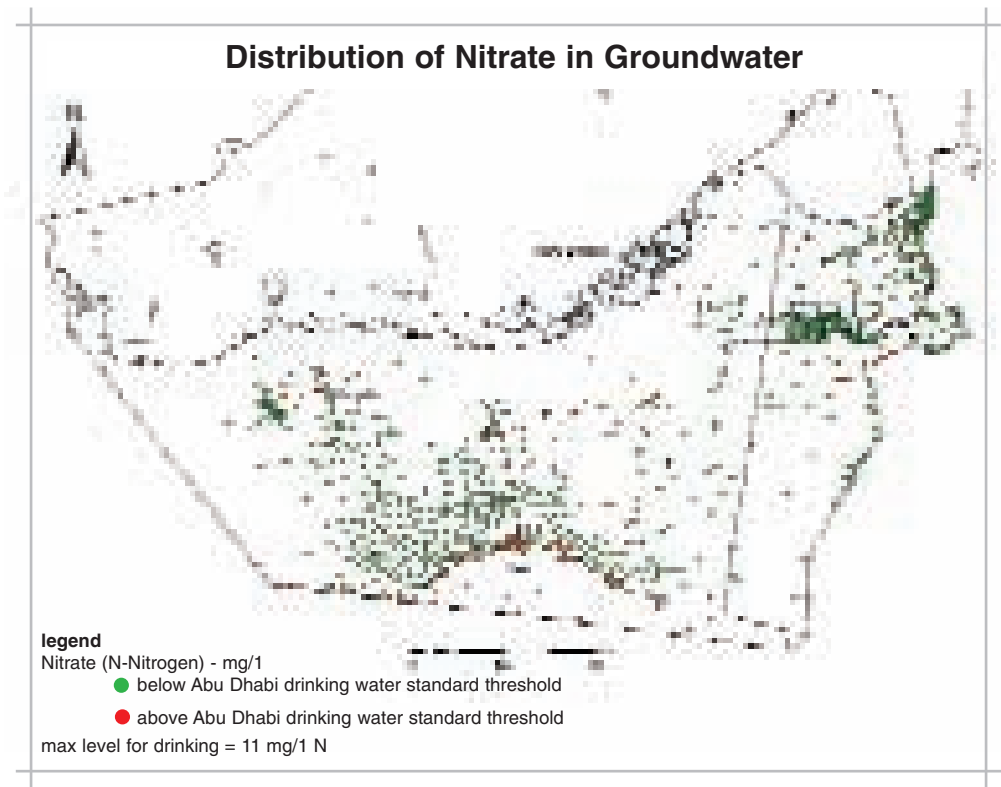 Distribution of Nitrate in Groundwater
N
legend
Nitrate (N-Nitrogen) - mg/1
below Abu Dhabi drinking water standard threshold
above Abu Dhabi drinking water standard threshold
max level for drinking = 11 mg/1 N